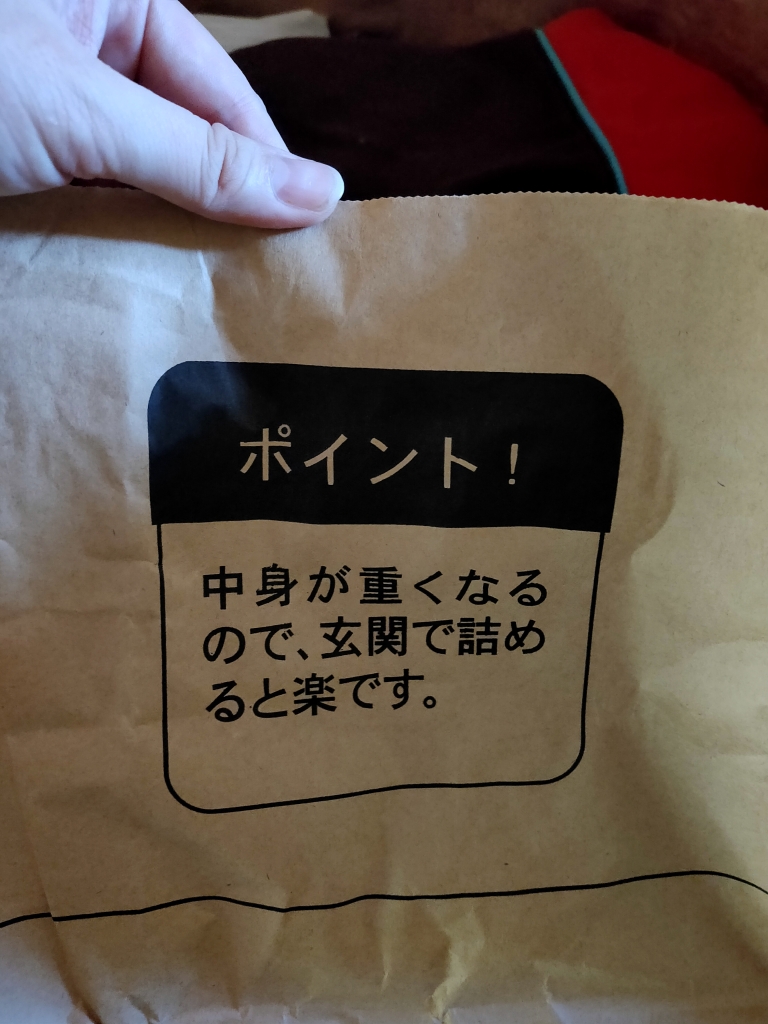 ポイント！
中身が重くなる
ので、玄関で詰め
ると楽です。